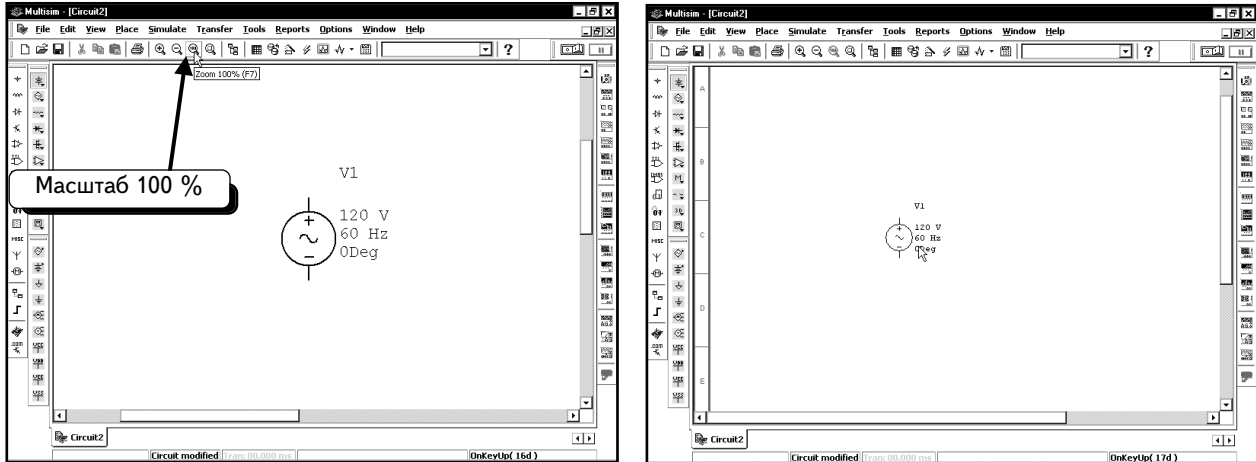 Multisim - [Circuit2]
File Edit View Place Simulate Transfer Tools Reports Options Window Help
Zoom 100% (F7)
Масштаб 100 %
V1
120 V
60 Hz
0Deg
MISC
Circuit2
Circuit modified Tran: 00.000 ms OnKeyUp( 16d )
Multisim - [Circuit2]
File Edit View Place Simulate Transfer Tools Reports Options Window Help
A
B
C
D
E
V1
120 V
60 Hz
MISC
Circuit2
Circuit modified Tran: 00.000 ms OnKeyUp( 17d )